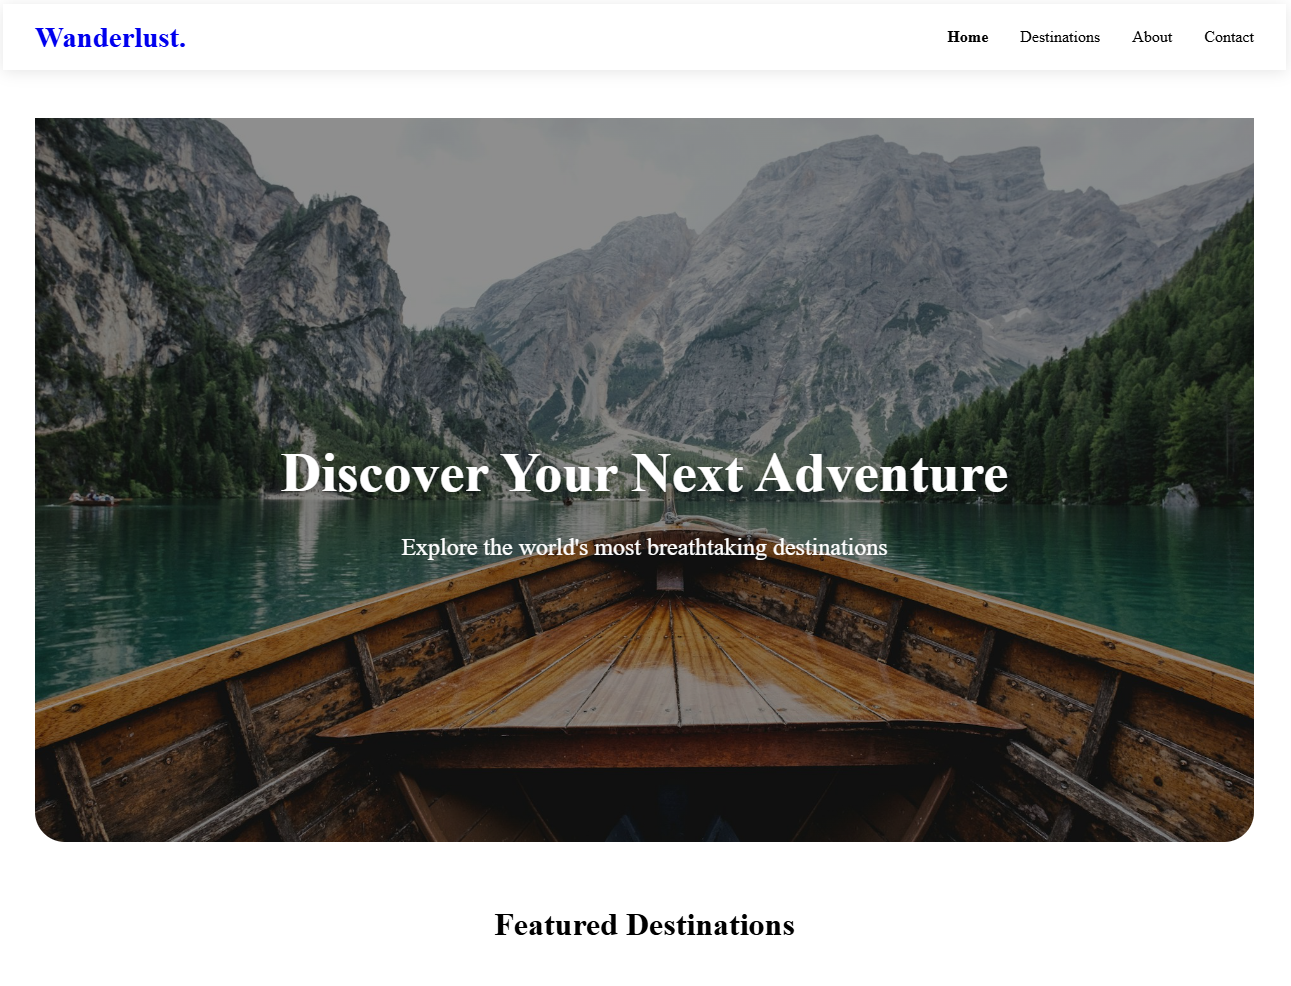 Wanderlust.
Home Destinations About Contact
Discover Your Next Adventure
Explore the world's most breathtaking destinations
Featured Destinations